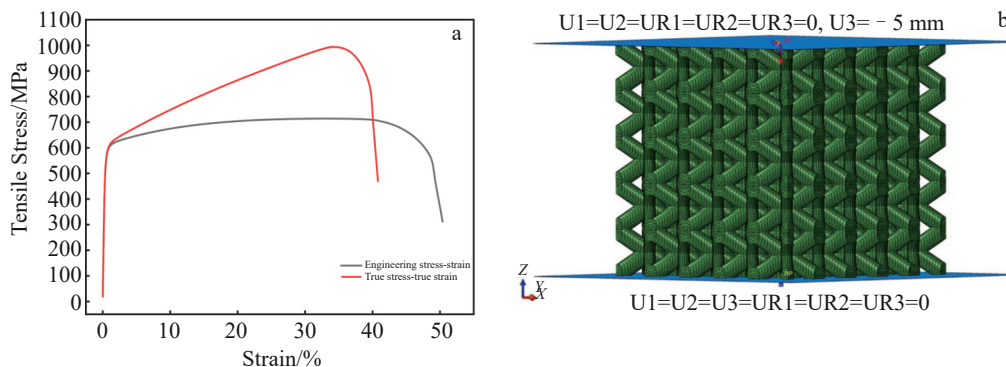 a
Tensile Stress/MPa
1100
1000
900
800
700
600
500
400
300
200
100
0
0 10 20 30 40 50
Strain/%
Engineering stress-strain
True stress-true strain
b
U1=U2=UR1=UR2=UR3=0, U3=﹣5 mm
Z
Y
X
U1=U2=U3=UR1=UR2=UR3=0